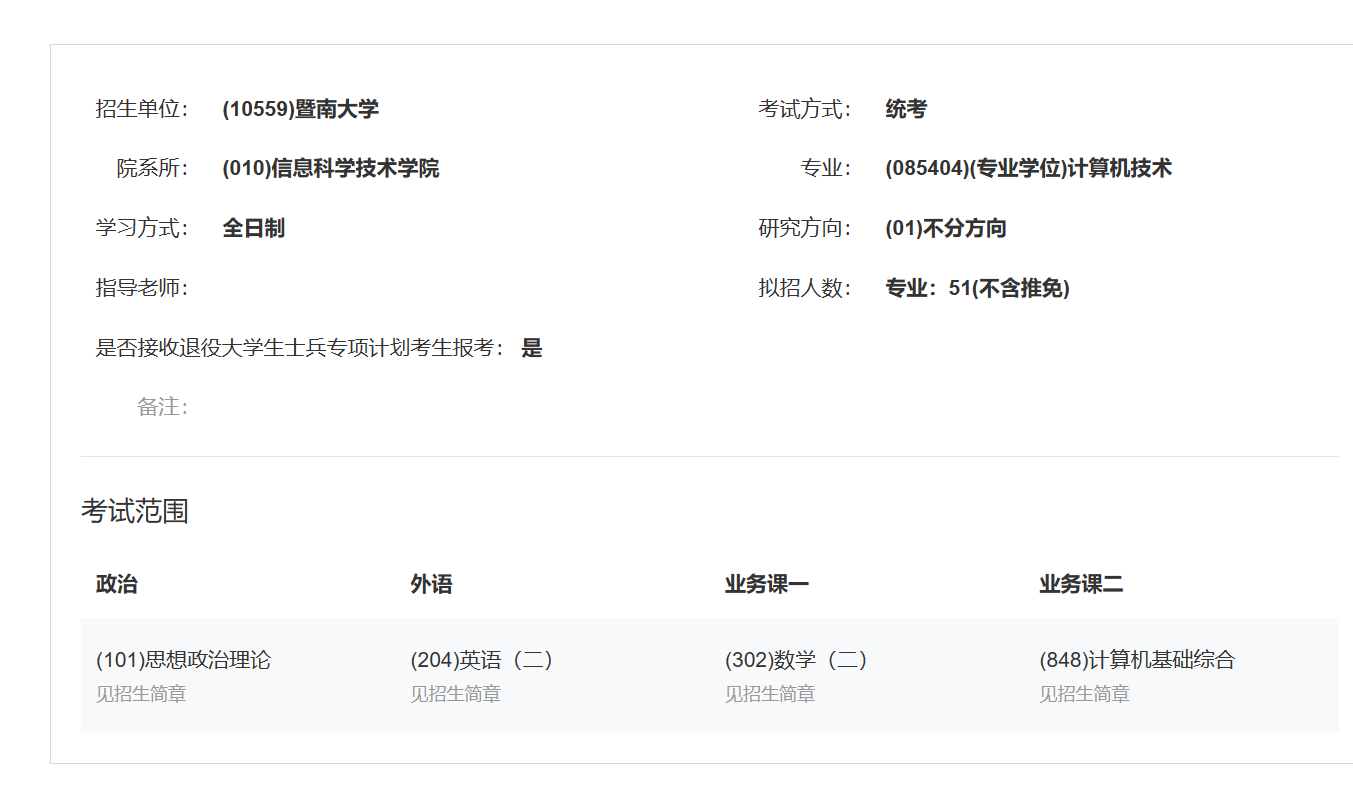 招生单位： (10559)暨南大学 考试方式： 统考
院系所： (010)信息科学技术学院 专业： (085404)(专业学位)计算机技术
学习方式： 全日制 研究方向： (01)不分方向
指导老师： 拟招人数： 专业：51(不含推免)
是否接收退役大学生士兵专项计划考生报考： 是
备注：
考试范围
政治 外语 业务课一 业务课二
(101)思想政治理论 (204)英语（二） (302)数学（二） (848)计算机基础综合
见招生简章 见招生简章 见招生简章 见招生简章